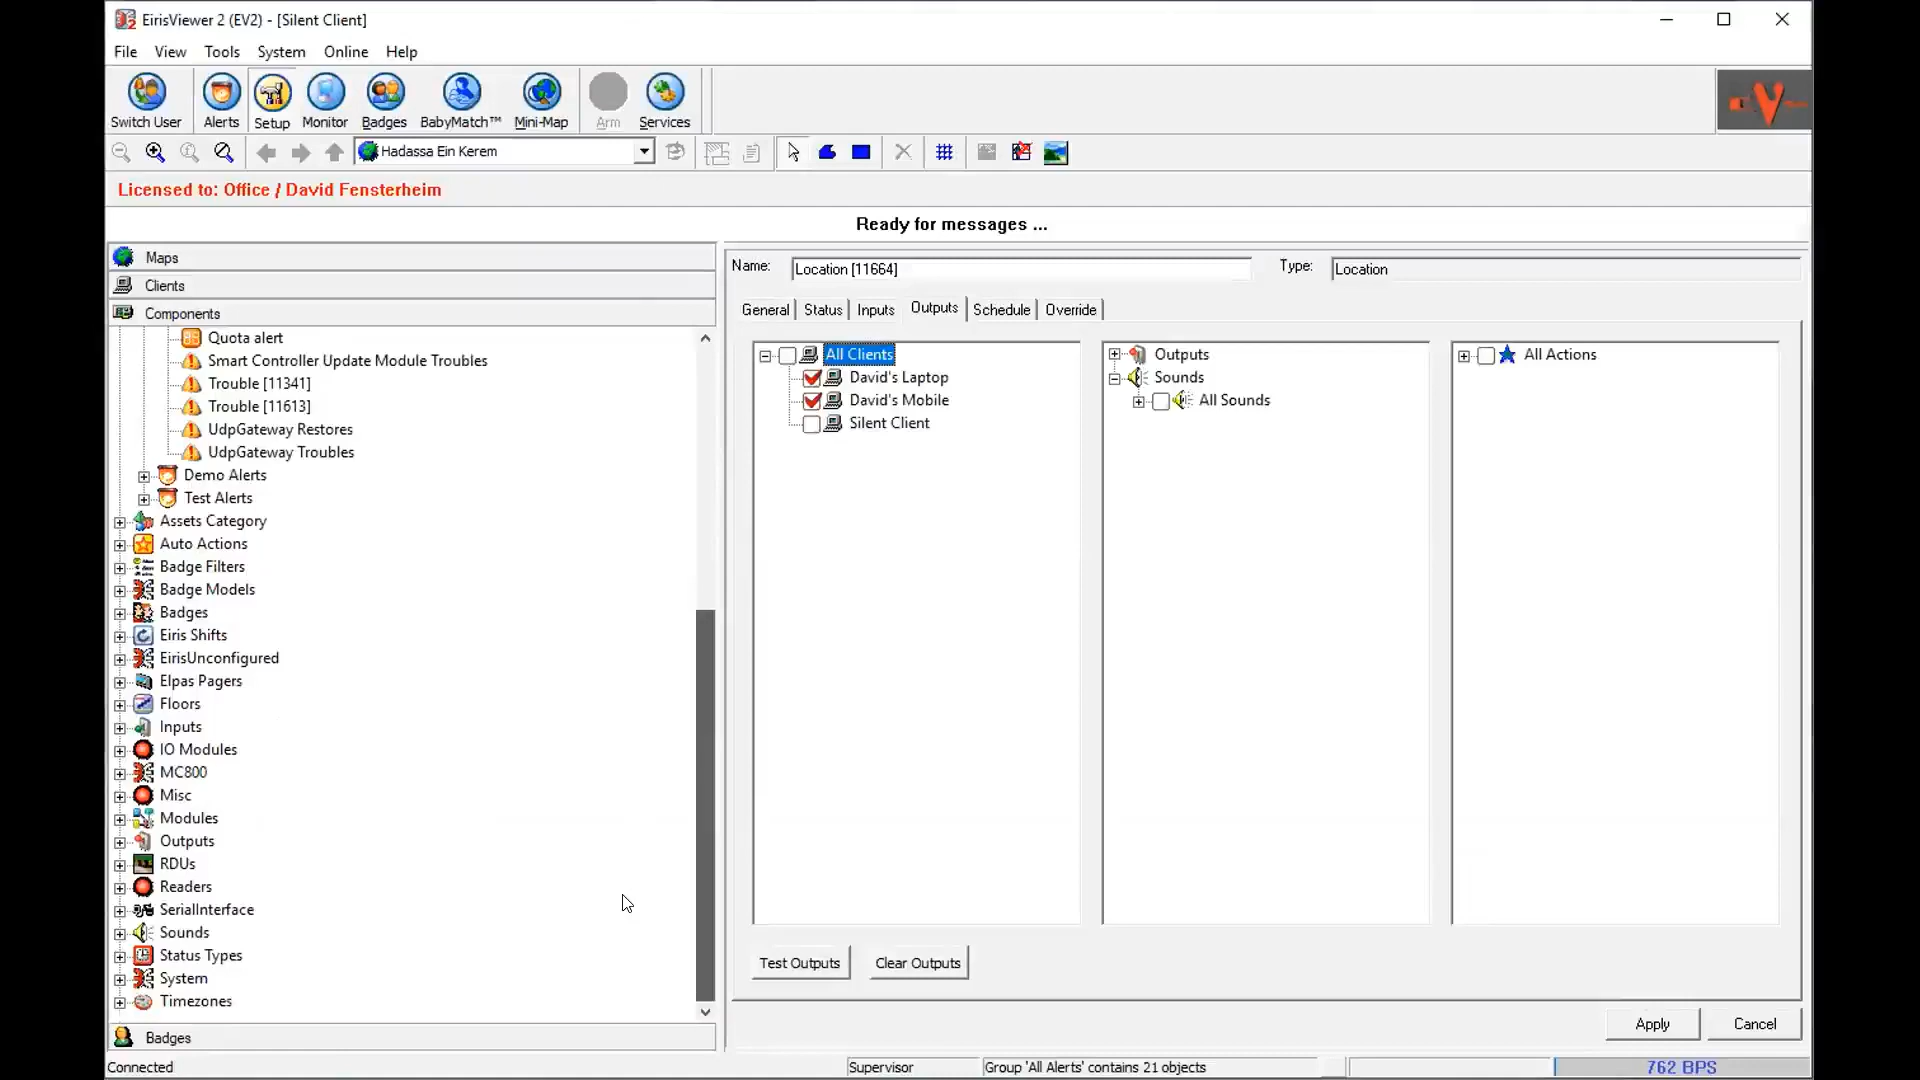 EirisViewer 2 (EV2) - [Silent Client]
File View Tools System Online Help
Switch User Alerts Setup Monitor Badges BabyMatch™ Mini-Map Arm Services
Hadassa Ein Kerem
Licensed to: Office / David Fensterheim
Ready for messages ...
Maps
Clients
Components
Quota alert
Smart Controller Update Module Troubles
Trouble [11341]
Trouble [11613]
UdpGateway Restores
UdpGateway Troubles
Demo Alerts
Test Alerts
Assets Category
Auto Actions
Badge Filters
Badge Models
Badges
Eiris Shifts
EirisUnconfigured
Elpas Pagers
Floors
Inputs
IO Modules
MC800
Misc
Modules
Outputs
RDUs
Readers
SerialInterface
Sounds
Status Types
System
Timezones
Badges
Name: Location [11664] Type: Location
General Status Inputs Outputs Schedule Override
All Clients
David's Laptop
David's Mobile
Silent Client
Outputs
Sounds
All Sounds
All Actions
Test Outputs Clear Outputs
Apply Cancel
Connected Supervisor Group 'All Alerts' contains 21 objects 762 BPS